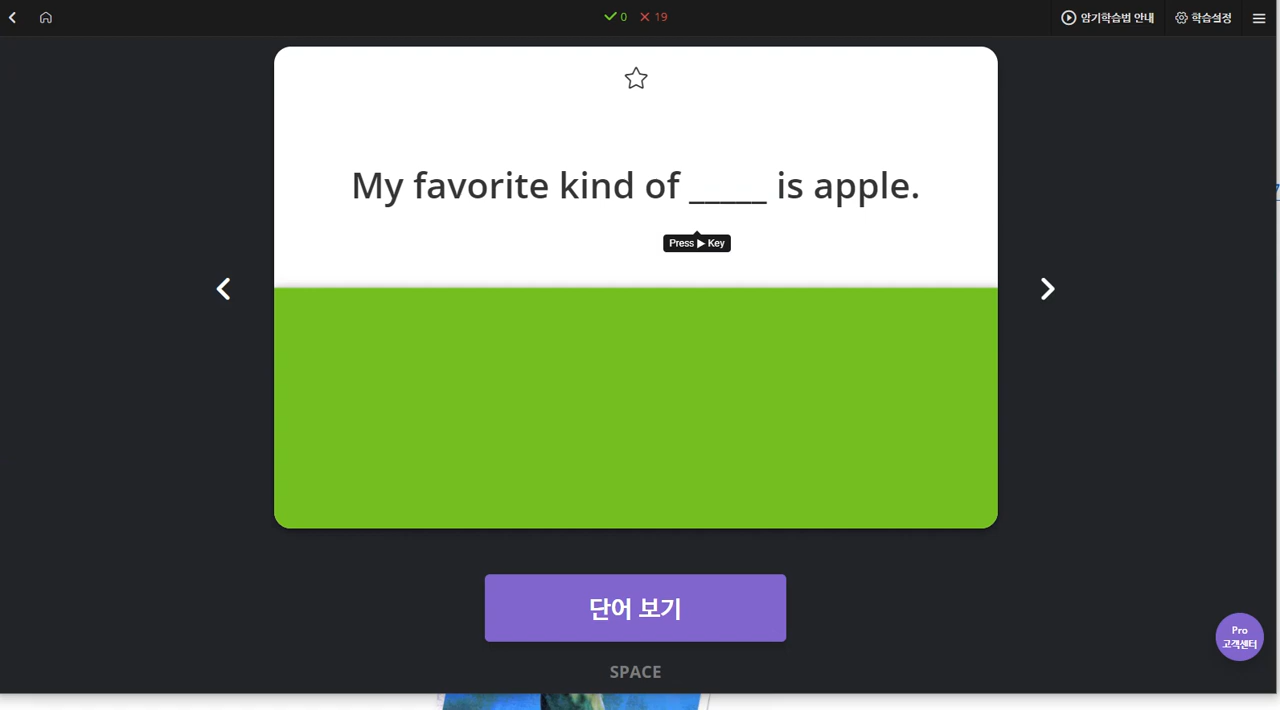 0 19
암기학습법 안내
학습설정
My favorite kind of _____ is apple.
Press ▶ Key
단어 보기
SPACE
Pro
고객센터